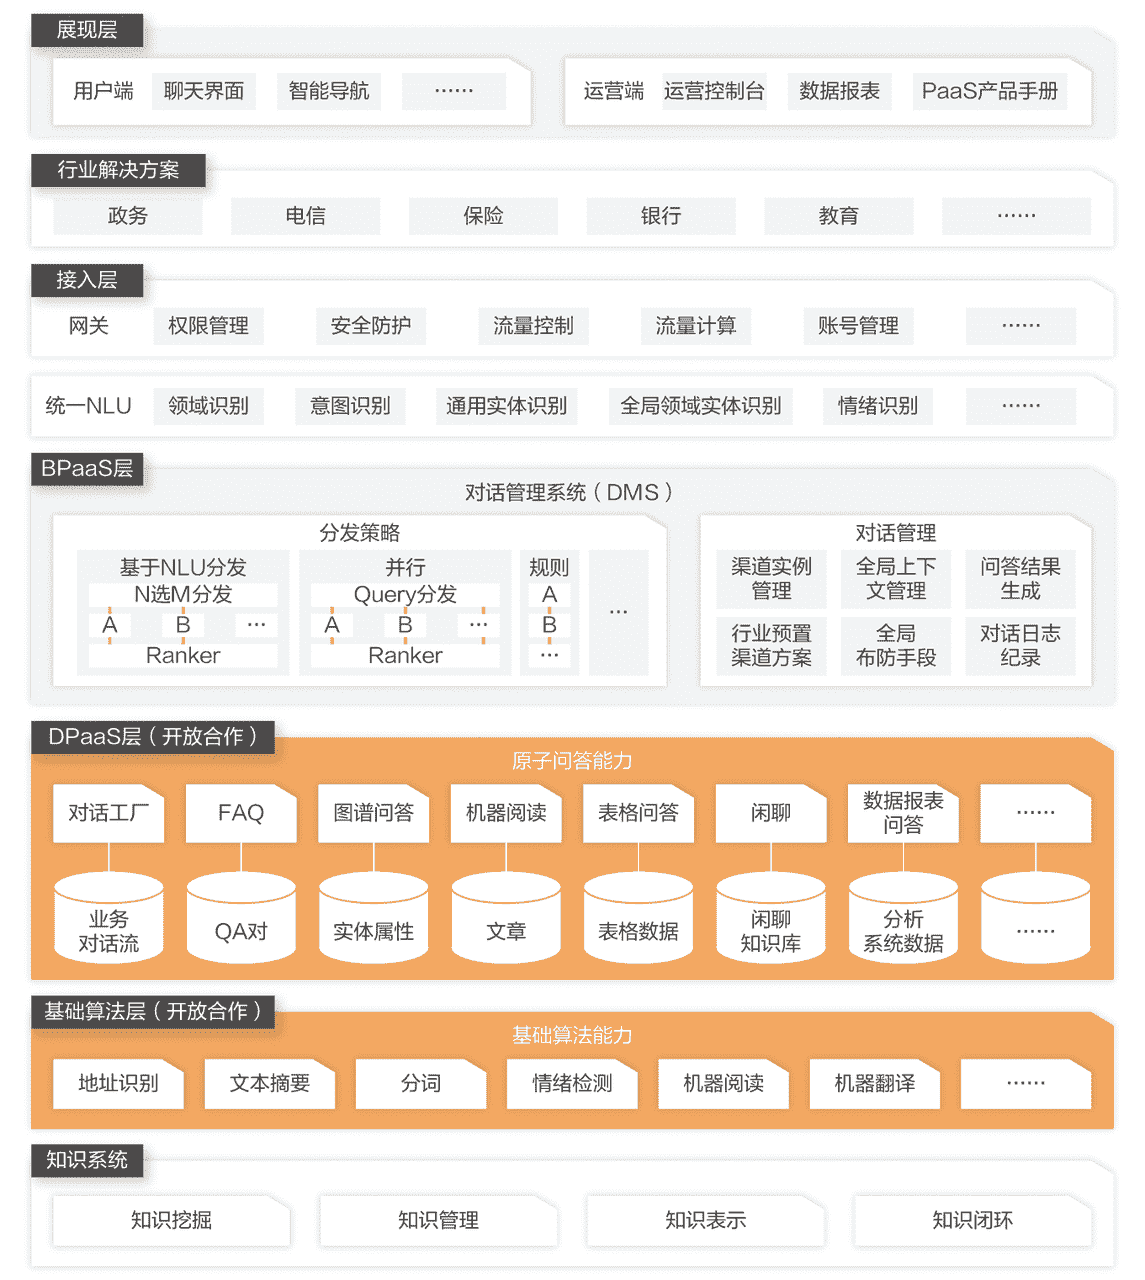 展现层
用户端 聊天界面 智能导航 ……
运营端 运营控制台 数据报表 PaaS产品手册
行业解决方案
政务 电信 保险 银行 教育 ……
接入层
网关 权限管理 安全防护 流量控制 流量计算 账号管理 ……
统一NLU 领域识别 意图识别 通用实体识别 全局领域实体识别 情绪识别 ……
BPaaS层
对话管理系统（DMS）
分发策略
基于NLU分发
N选M分发
A B …
Ranker
并行
Query分发
A B …
Ranker
规则
A
B
…
…
对话管理
渠道实例
管理
全局上下
文管理
问答结果
生成
行业预置
渠道方案
全局
布防手段
对话日志
纪录
DPaaS层（开放合作）
原子问答能力
对话工厂 FAQ 图谱问答 机器阅读 表格问答 闲聊
数据报表
问答
……
业务
对话流
QA对 实体属性 文章 表格数据
闲聊
知识库
分析
系统数据
……
基础算法层（开放合作）
基础算法能力
地址识别 文本摘要 分词 情绪检测 机器阅读 机器翻译 ……
知识系统
知识挖掘 知识管理 知识表示 知识闭环